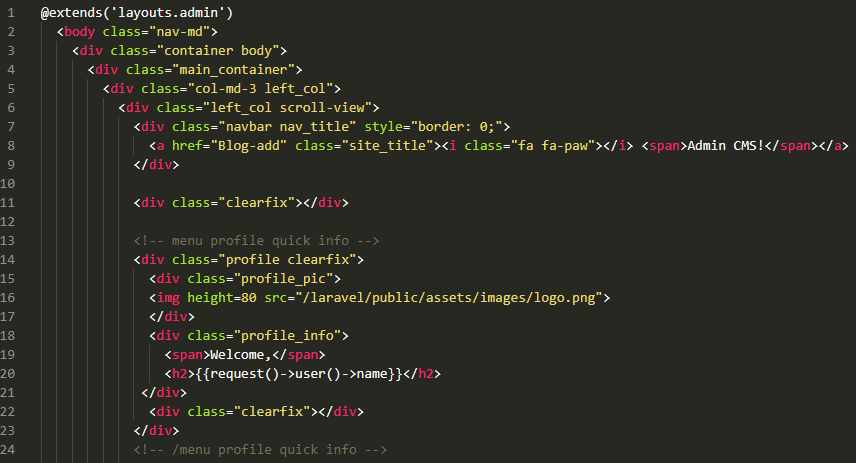 1 @extends('layouts.admin')
2 <body class="nav-md">
3 <div class="container body">
4 <div class="main_container">
5 <div class="col-md-3 left_col">
6 <div class="left_col scroll-view">
7 <div class="navbar nav_title" style="border: 0;">
8 <a href="Blog-add" class="site_title"><i class="fa fa-paw"></i> <span>Admin CMS!</span></a>
9 </div>
10
11 <div class="clearfix"></div>
12
13 <!-- menu profile quick info -->
14 <div class="profile clearfix">
15 <div class="profile_pic">
16 <img height=80 src="/laravel/public/assets/images/logo.png">
17 </div>
18 <div class="profile_info">
19 <span>Welcome,</span>
20 <h2>{{request()->user()->name}}</h2>
21 </div>
22 <div class="clearfix"></div>
23 </div>
24 <!-- /menu profile quick info -->